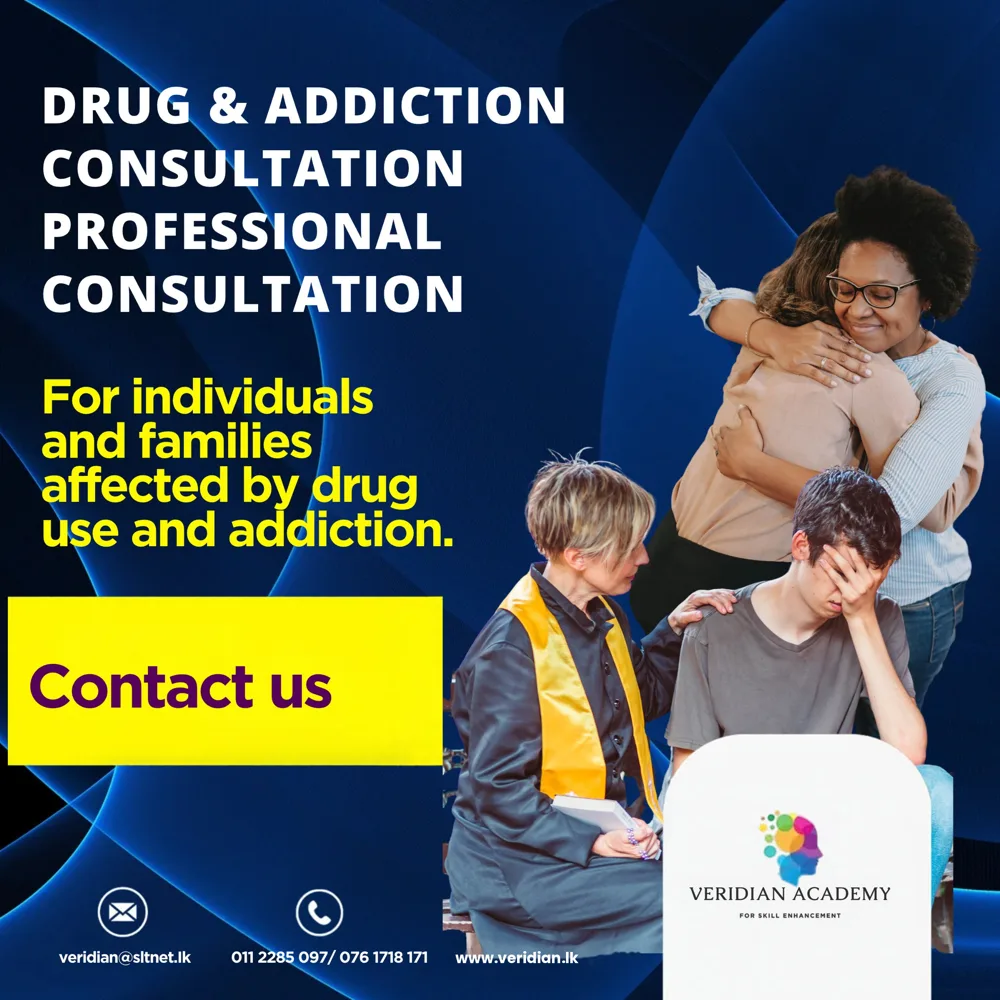 DRUG & ADDICTION
CONSULTATION
PROFESSIONAL
CONSULTATION
For individuals
and families
affected by drug
use and addiction.
Contact us
VERIDIAN ACADEMY
FOR SKILL ENHANCEMENT
veridian@sltnet.lk
011 2285 097/ 076 1718 171
www.veridian.lk